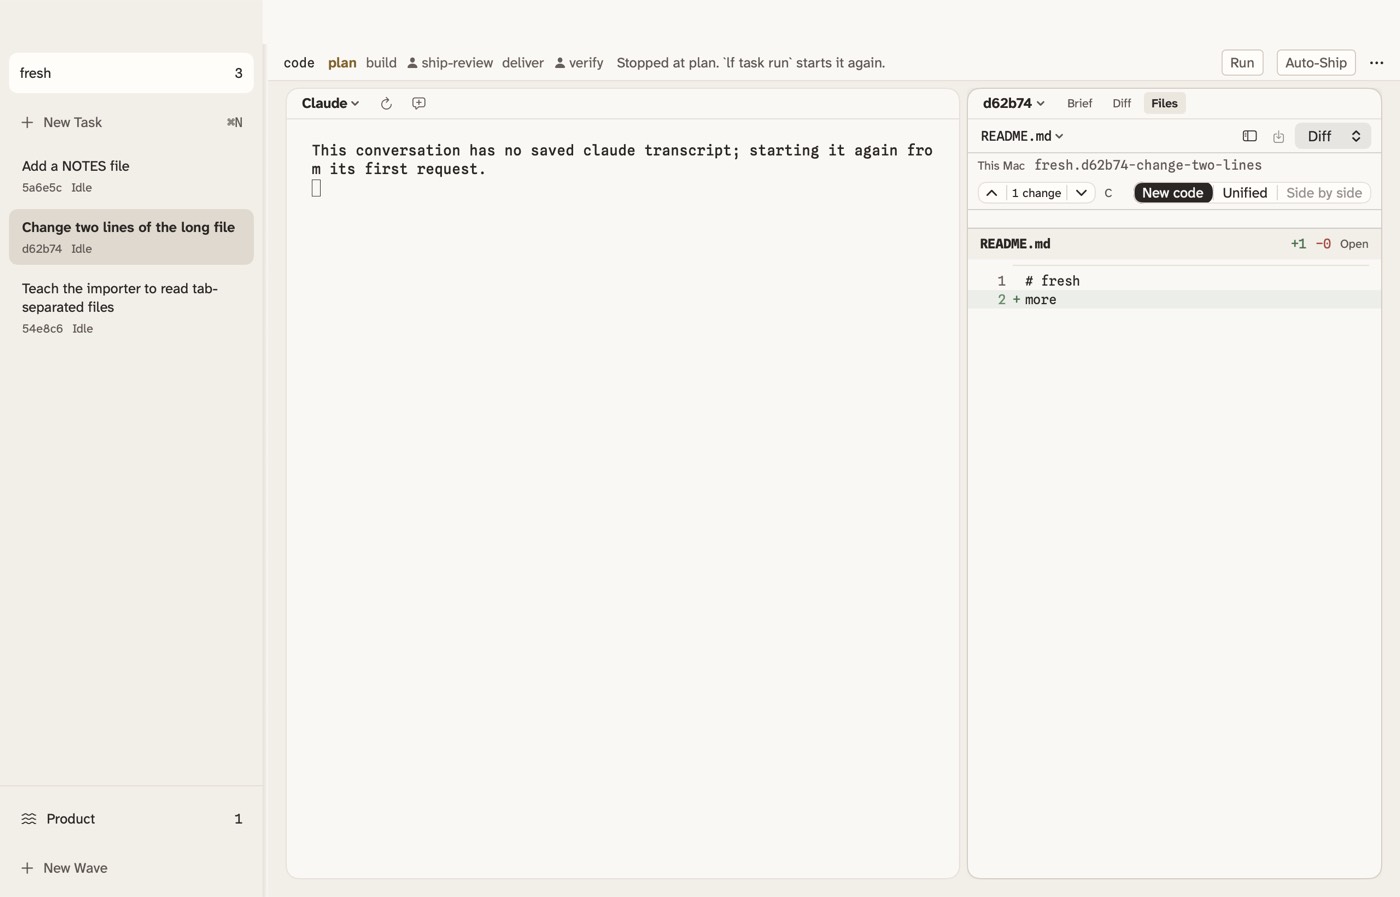 fresh 3
New Task ⌘N
Add a NOTES file
5a6e5c Idle
Change two lines of the long file
d62b74 Idle
Teach the importer to read tab-
separated files
54e8c6 Idle
Product 1
New Wave
code plan build ship-review deliver verify Stopped at plan. `lf task run` starts it again.
Run Auto-Ship
Claude
This conversation has no saved claude transcript; starting it again fro
m its first request.
d62b74 Brief Diff Files
README.md Diff
This Mac fresh.d62b74-change-two-lines
1 change C New code Unified Side by side
README.md +1 −0 Open
1 # fresh
2 + more